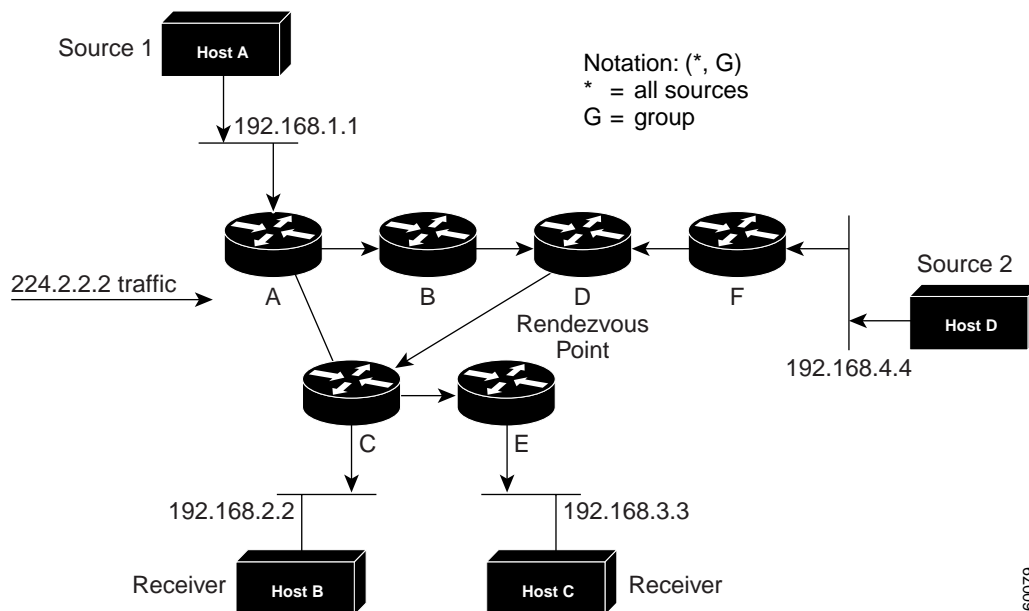 Source 1
Host A
Notation: (*, G)
* = all sources
G = group
192.168.1.1
224.2.2.2 traffic
A
B
D
F
Rendezvous
Point
Source 2
Host D
192.168.4.4
C
E
192.168.2.2
192.168.3.3
Receiver
Host B
Host C
Receiver
60079